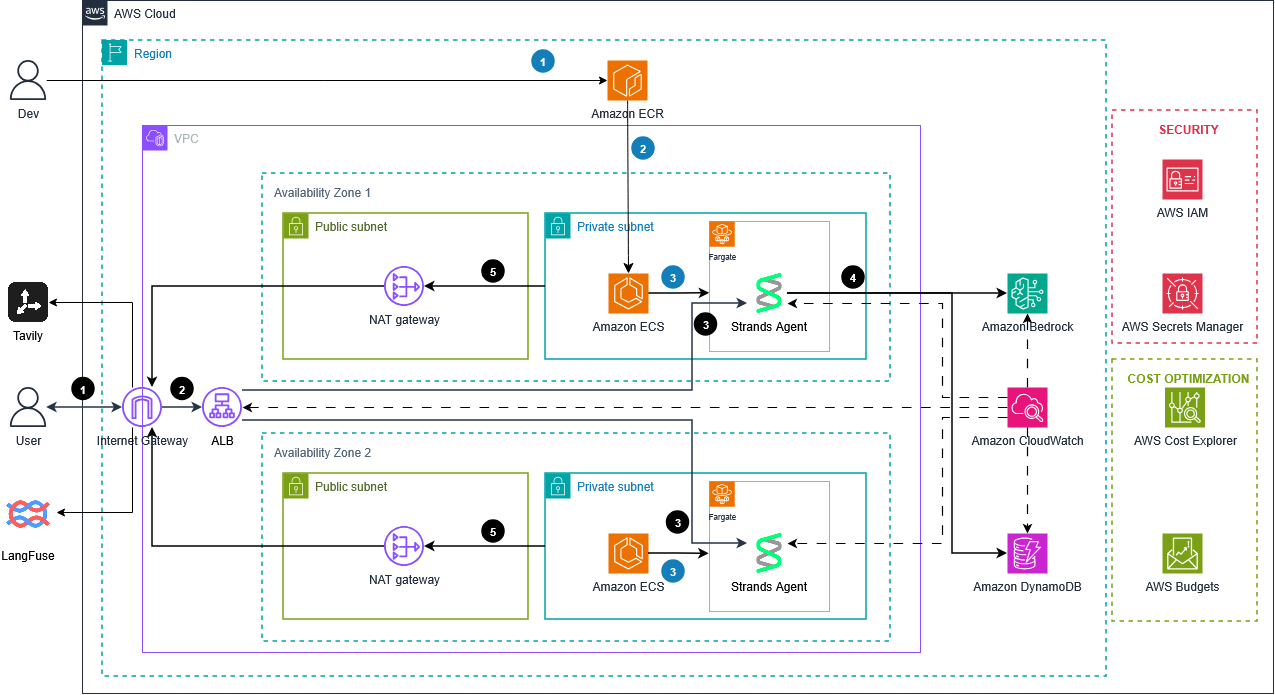 aws
AWS Cloud
Region
1
Dev
Amazon ECR
VPC
2
SECURITY
AWS IAM
Availability Zone 1
Public subnet
Private subnet
Fargate
5
3
4
NAT gateway
Amazon ECS
3
Strands Agent
Amazon Bedrock
AWS Secrets Manager
Tavily
COST OPTIMIZATION
1
2
User
Internet Gateway
ALB
Amazon CloudWatch
AWS Cost Explorer
Availability Zone 2
Public subnet
Private subnet
Fargate
5
3
LangFuse
NAT gateway
Amazon ECS
3
Strands Agent
Amazon DynamoDB
AWS Budgets